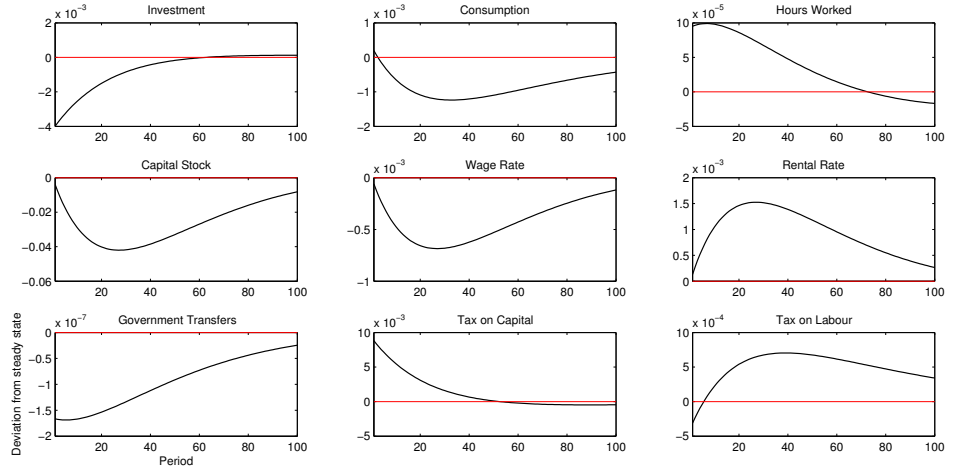 Investment
x 10⁻³
2
0
−2
−4
20 40 60 80 100
Consumption
x 10⁻³
1
0
−1
−2
20 40 60 80 100
Hours Worked
x 10⁻⁵
10
5
0
−5
20 40 60 80 100
Capital Stock
0
−0.02
−0.04
−0.06
20 40 60 80 100
Wage Rate
x 10⁻³
0
−0.5
−1
20 40 60 80 100
Rental Rate
x 10⁻³
2
1.5
1
0.5
0
20 40 60 80 100
Government Transfers
x 10⁻⁷
0
−0.5
−1
−1.5
−2
20 40 60 80 100
Period
Deviation from steady state
Tax on Capital
x 10⁻³
10
5
0
−5
20 40 60 80 100
Tax on Labour
x 10⁻⁴
10
5
0
−5
20 40 60 80 100